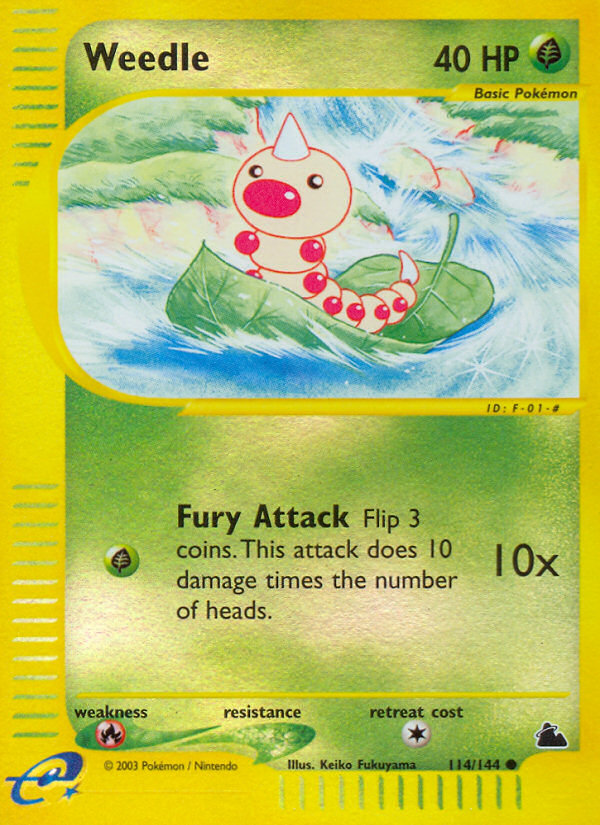 Weedle 40 HP
Basic Pokémon
ID: F-01-#
Fury Attack Flip 3
coins. This attack does 10
damage times the number
of heads.
10x
weakness resistance retreat cost
© 2003 Pokémon / Nintendo Illus. Keiko Fukuyama 114/144
e